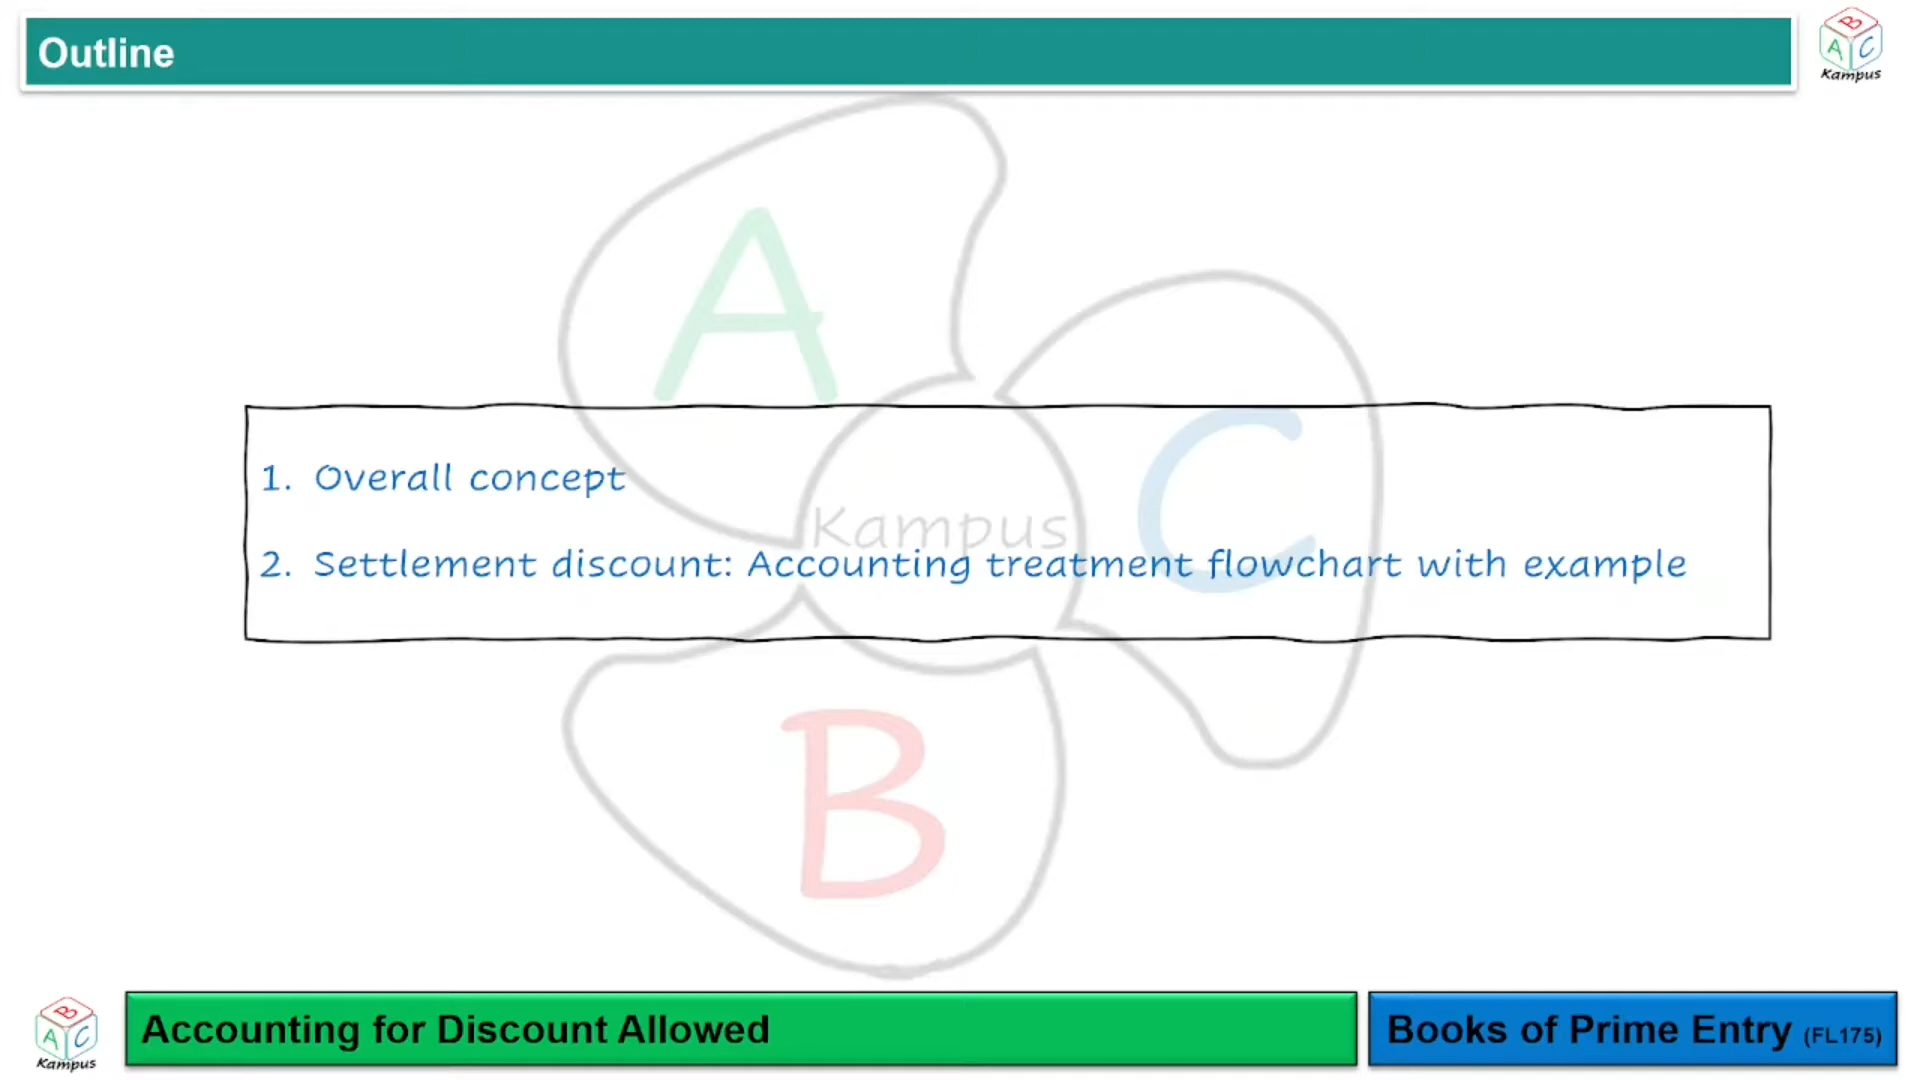 Outline
B
A C
Kampus
A
1. Overall concept
C
Kampus
2. Settlement discount: Accounting treatment flowchart with example
B
B
A C
Kampus
Accounting for Discount Allowed
Books of Prime Entry (FL175)